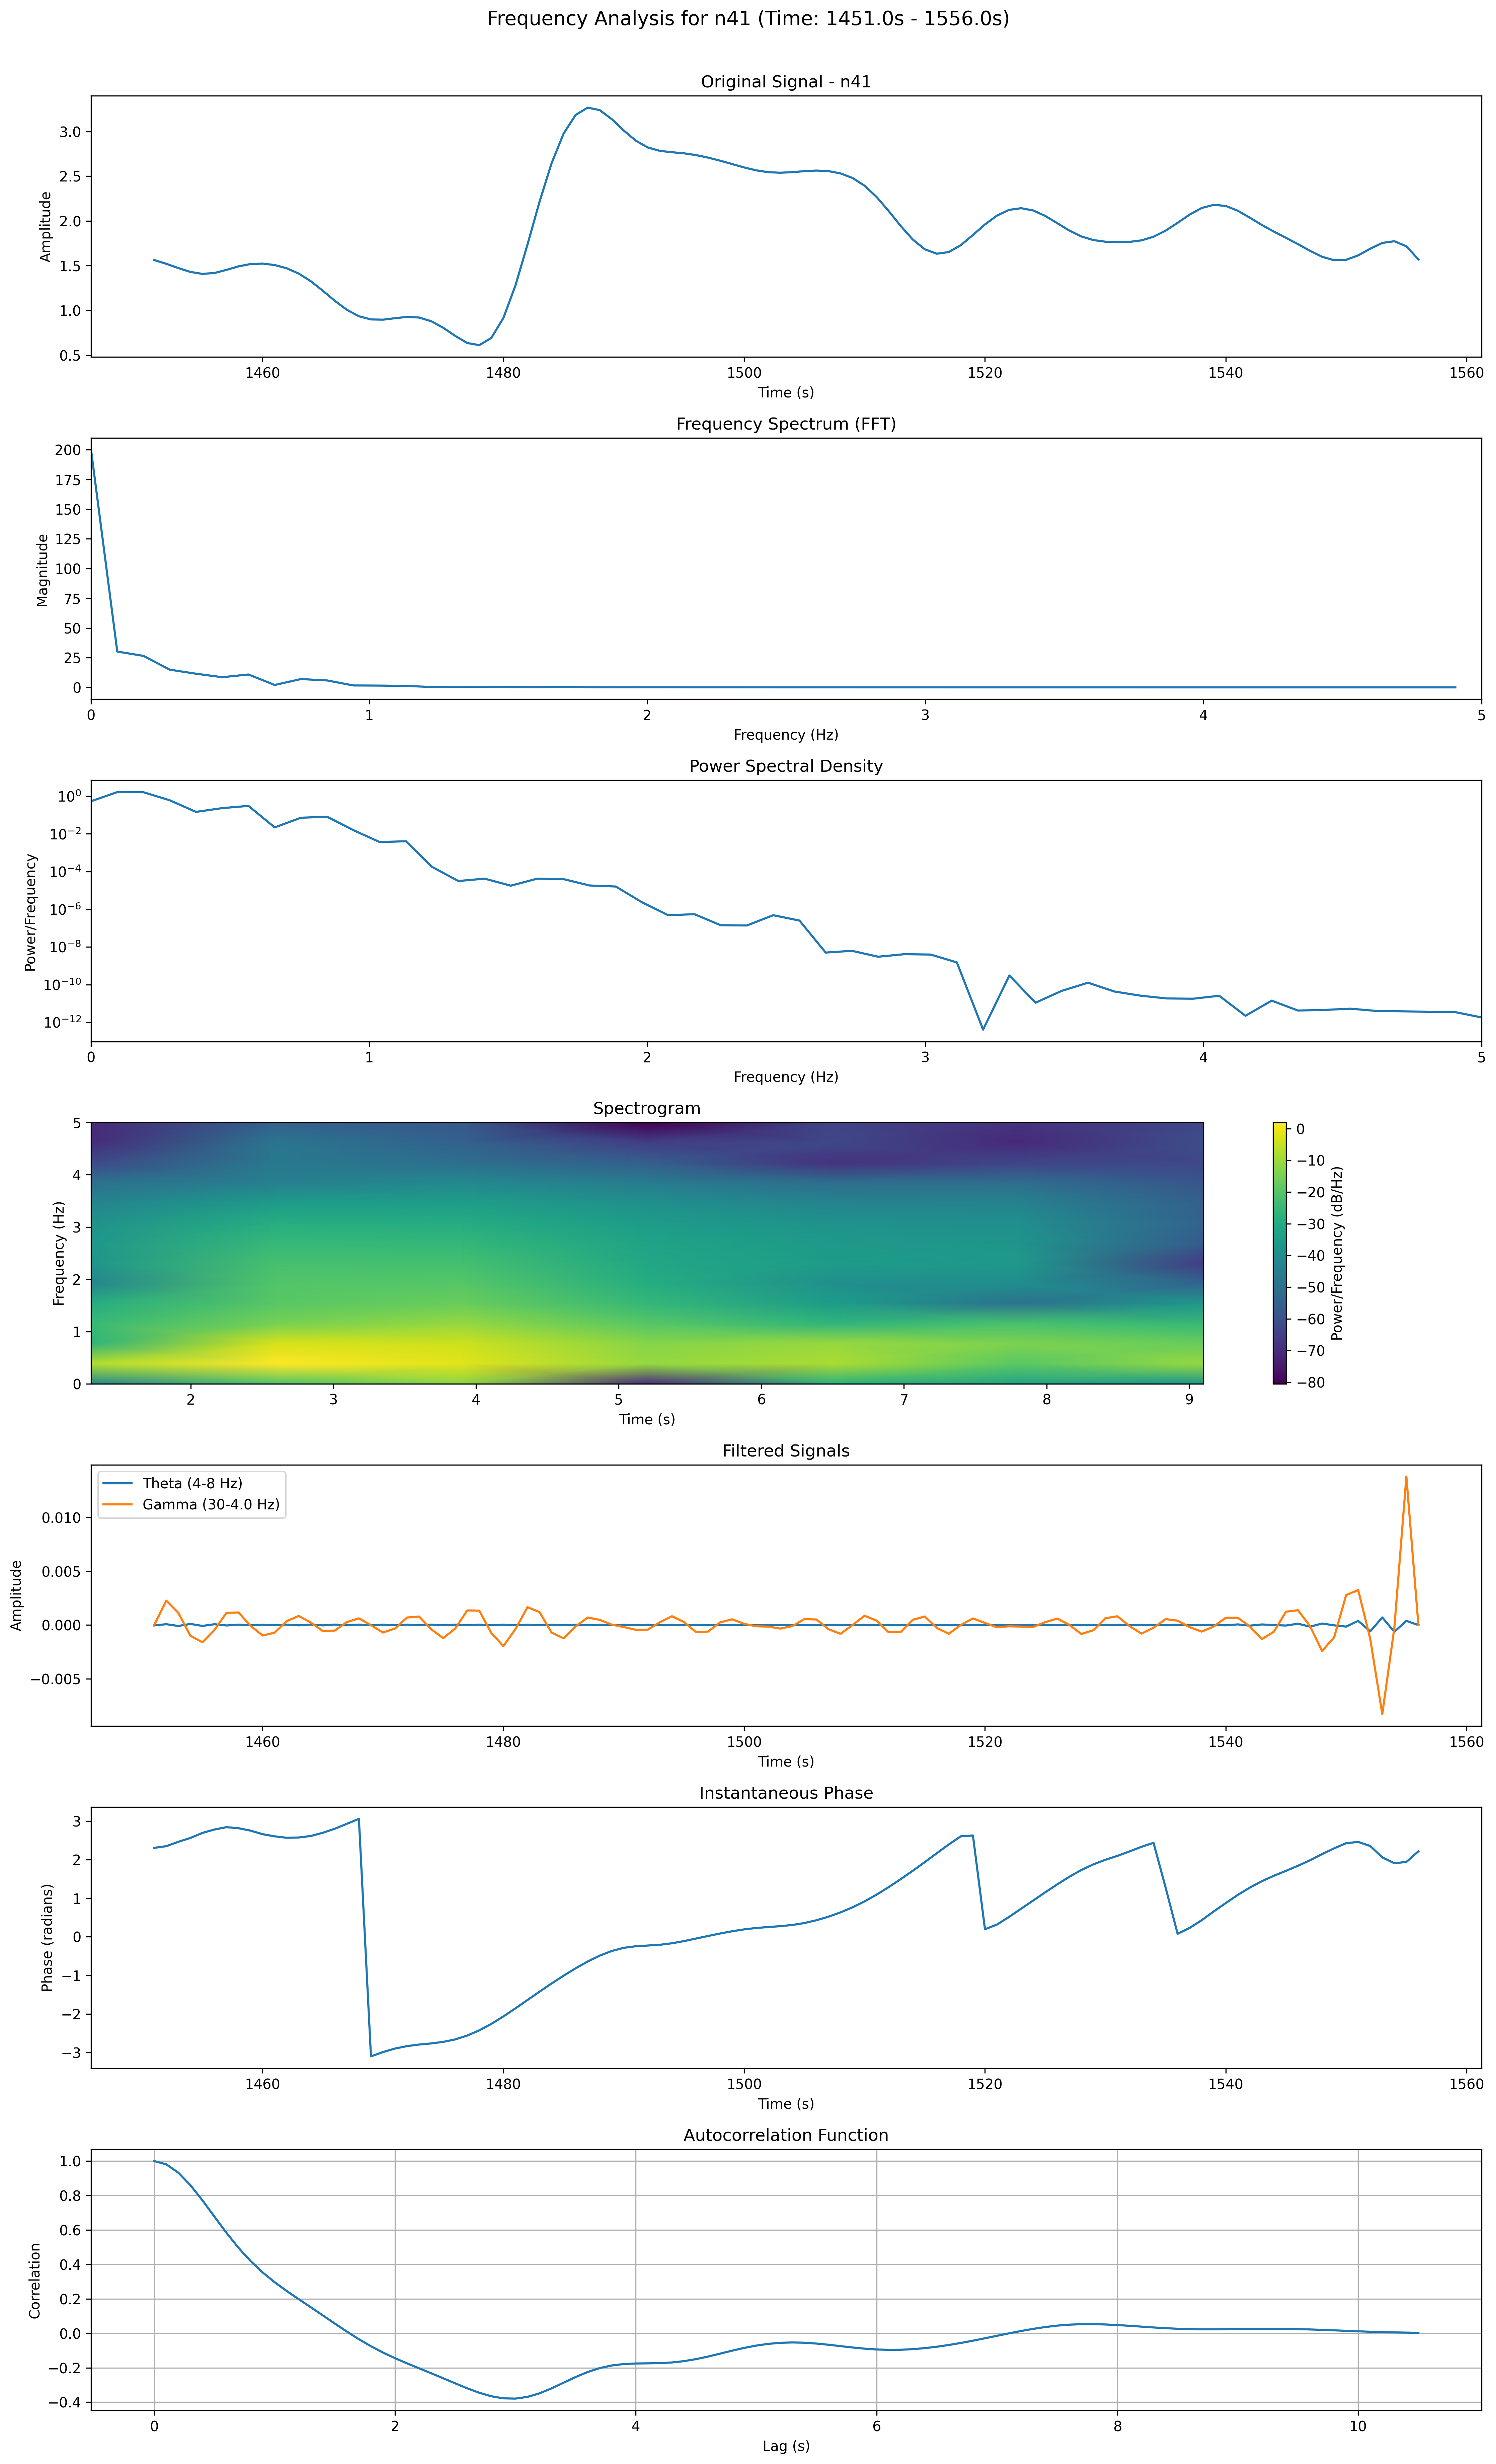 Frequency Analysis for n41 (Time: 1451.0s - 1556.0s)
Original Signal - n41
Amplitude
3.0
2.5
2.0
1.5
1.0
0.5
1460 1480 1500 1520 1540 1560
Time (s)
Frequency Spectrum (FFT)
Magnitude
200
175
150
125
100
75
50
25
0
0 1 2 3 4 5
Frequency (Hz)
Power Spectral Density
Power/Frequency
10⁰
10⁻²
10⁻⁴
10⁻⁶
10⁻⁸
10⁻¹⁰
10⁻¹²
0 1 2 3 4 5
Frequency (Hz)
Spectrogram
Frequency (Hz)
5
4
3
2
1
0
2 3 4 5 6 7 8 9
Time (s)
0
−10
−20
−30
−40
−50
−60
−70
−80
Power/Frequency (dB/Hz)
Filtered Signals
Theta (4-8 Hz)
Gamma (30-4.0 Hz)
Amplitude
0.010
0.005
0.000
−0.005
1460 1480 1500 1520 1540 1560
Time (s)
Instantaneous Phase
Phase (radians)
3
2
1
0
−1
−2
−3
1460 1480 1500 1520 1540 1560
Time (s)
Autocorrelation Function
Correlation
1.0
0.8
0.6
0.4
0.2
0.0
−0.2
−0.4
0 2 4 6 8 10
Lag (s)